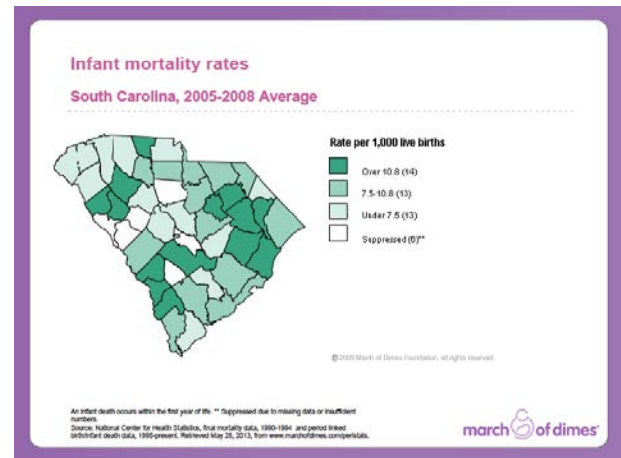 Infant mortality rates
South Carolina, 2005-2008 Average
Rate per 1,000 live births
Over 10.8 (14)
7.5-10.8 (13)
Under 7.5 (13)
Suppressed (6)**
©2009 March of Dimes Foundation. All rights reserved.
An infant death occurs within the first year of life. ** Suppressed due to missing data or insufficient
numbers.
Source: National Center for Health Statistics, final mortality data, 1990-1994 and period linked
birth/infant death data, 1995-present. Retrieved May 28, 2013, from www.marchofdimes.com/peristats.
march of dimes